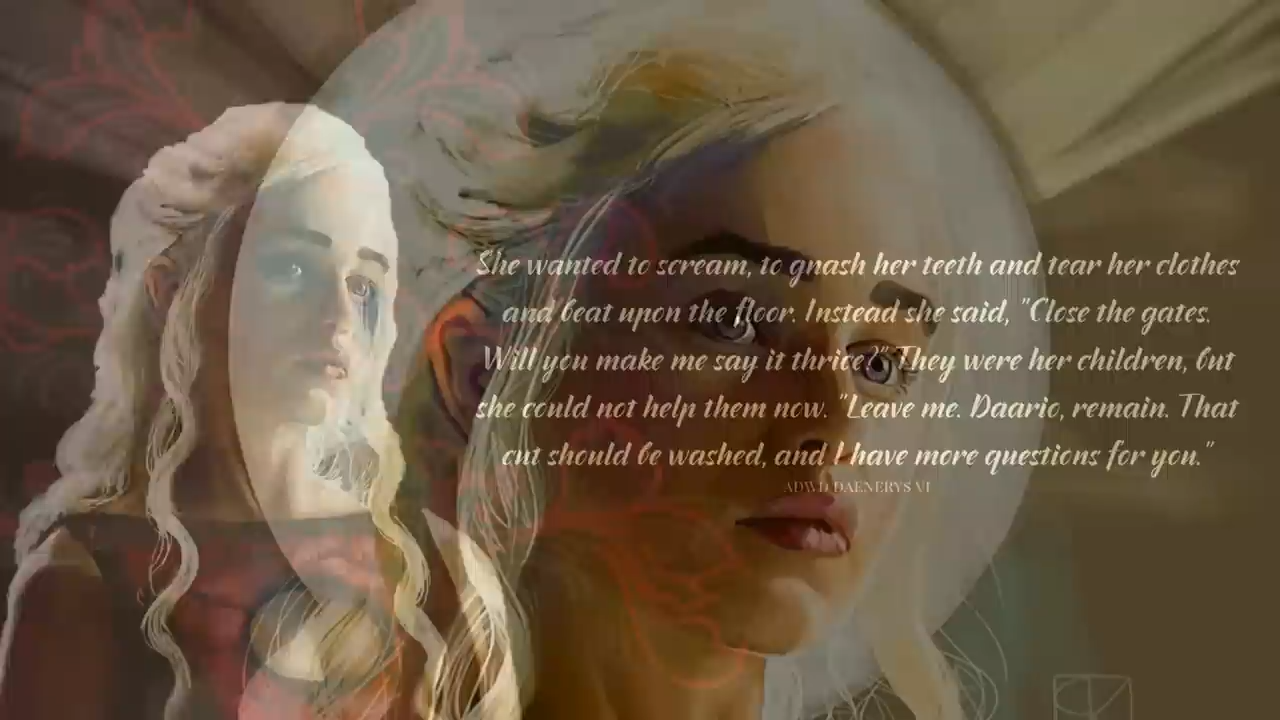 She wanted to scream, to gnash her teeth and tear her clothes
and beat upon the floor. Instead she said, "Close the gates.
Will you make me say it thrice?" They were her children, but
she could not help them now. "Leave me. Daario, remain. That
cut should be washed, and I have more questions for you."
ADWD DAENERYS VI